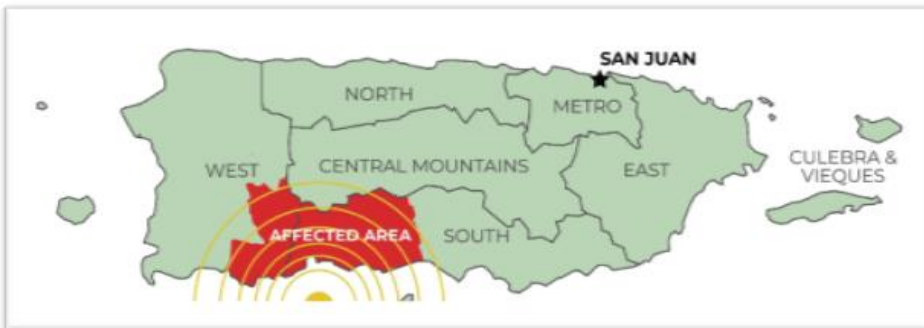 SAN JUAN
NORTH
METRO
WEST
CENTRAL MOUNTAINS
EAST
CULEBRA &
VIEQUES
AFFECTED AREA
SOUTH